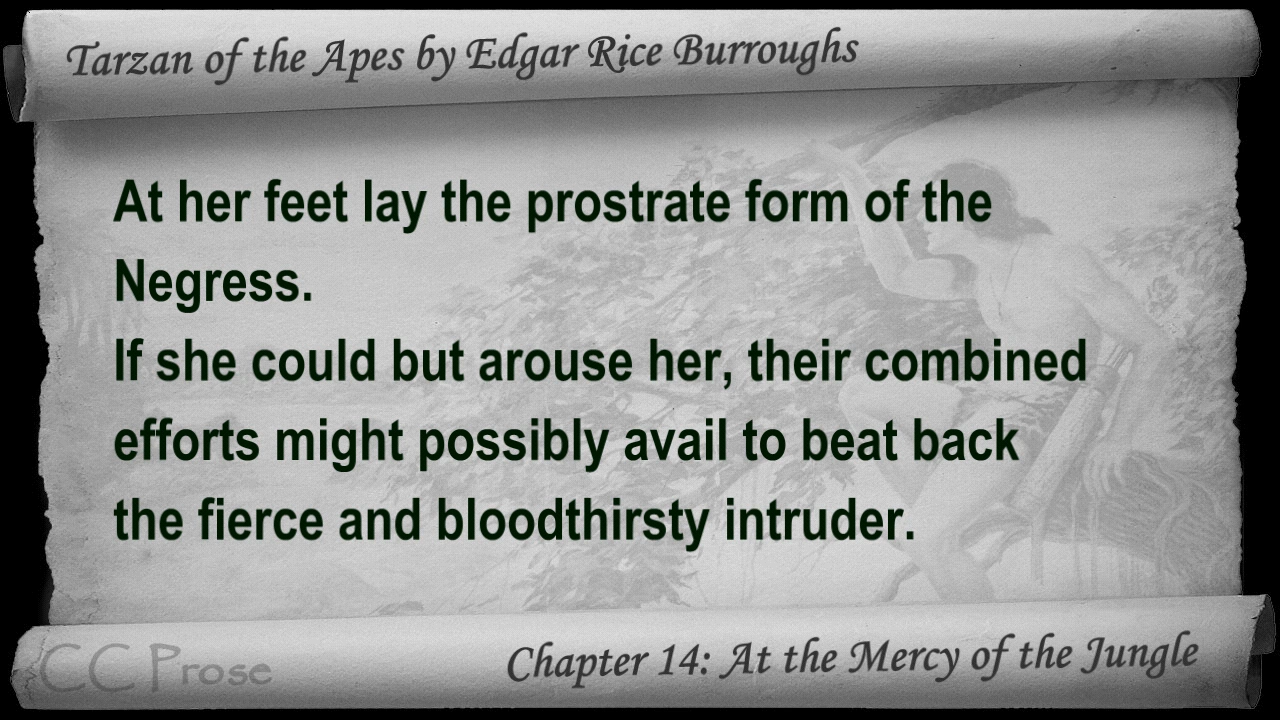 Tarzan of the Apes by Edgar Rice Burroughs
At her feet lay the prostrate form of the
Negress.
If she could but arouse her, their combined
efforts might possibly avail to beat back
the fierce and bloodthirsty intruder.
CC Prose
Chapter 14: At the Mercy of the Jungle